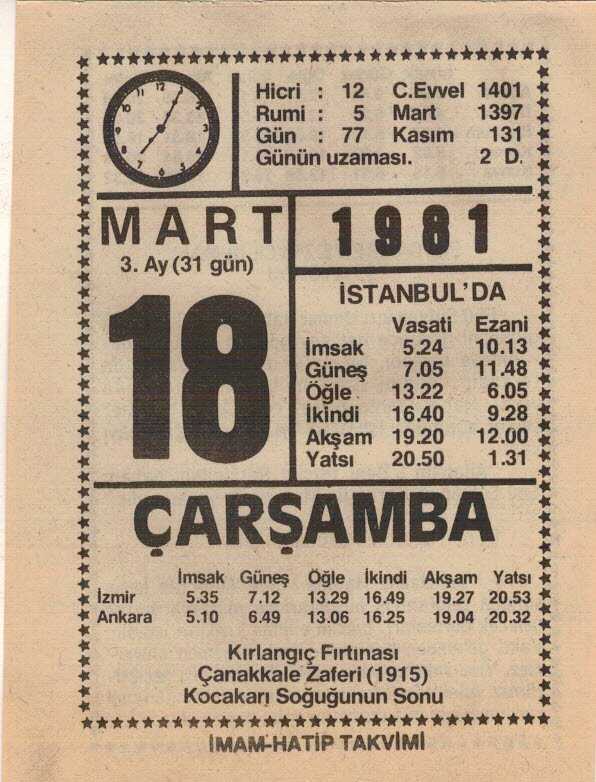 Hicri : 12 C.Evvel 1401
Rumi : 5 Mart 1397
Gün : 77 Kasım 131
Günün uzaması. 2 D.
MART
3. Ay (31 gün)
18
1981
İSTANBUL'DA
Vasati Ezani
İmsak 5.24 10.13
Güneş 7.05 11.48
Öğle 13.22 6.05
İkindi 16.40 9.28
Akşam 19.20 12.00
Yatsı 20.50 1.31
ÇARŞAMBA
İmsak Güneş Öğle İkindi Akşam Yatsı
İzmir 5.35 7.12 13.29 16.49 19.27 20.53
Ankara 5.10 6.49 13.06 16.25 19.04 20.32
Kırlangıç Fırtınası
Çanakkale Zaferi (1915)
Kocakarı Soğuğunun Sonu
İMAM-HATİP TAKVİMİ